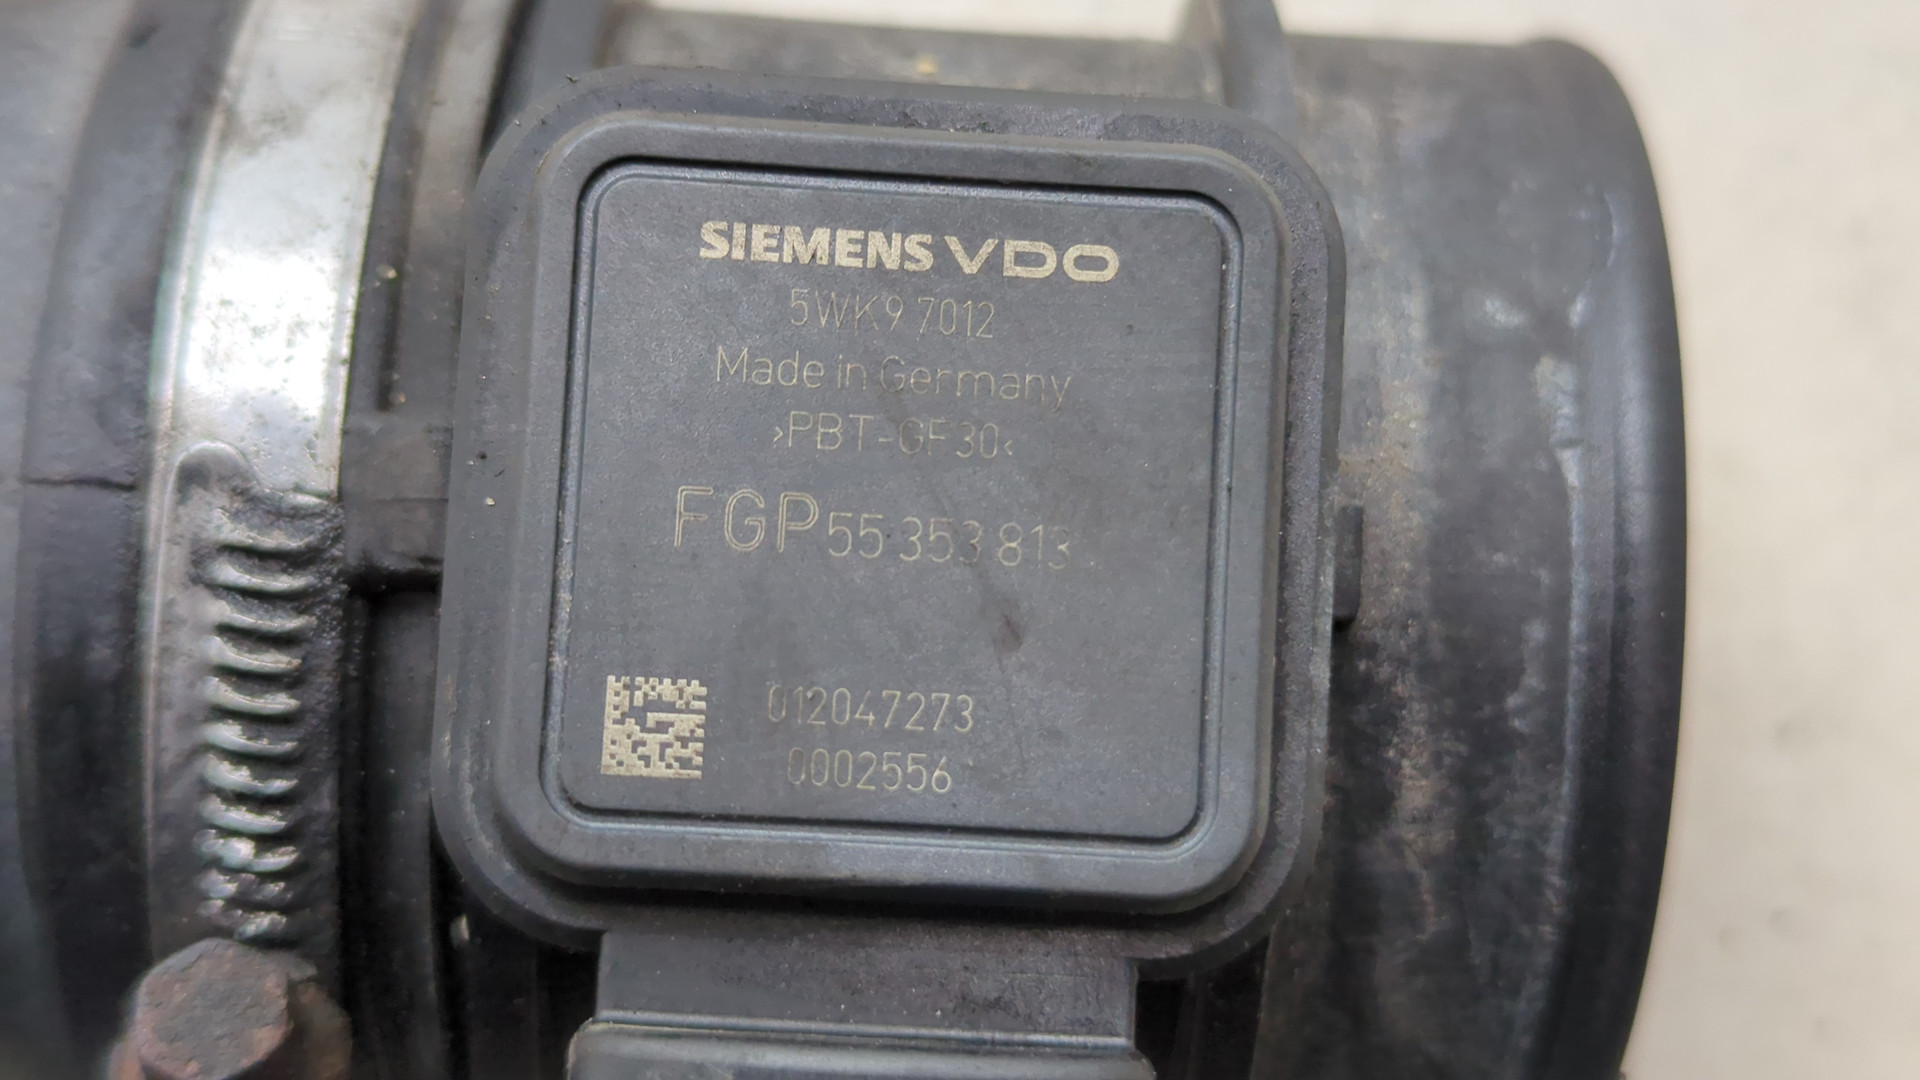 SIEMENS VDO
5WK9 7012
Made in Germany
>PBT-GF30<
FGP 55 353 813
012047273
0002556